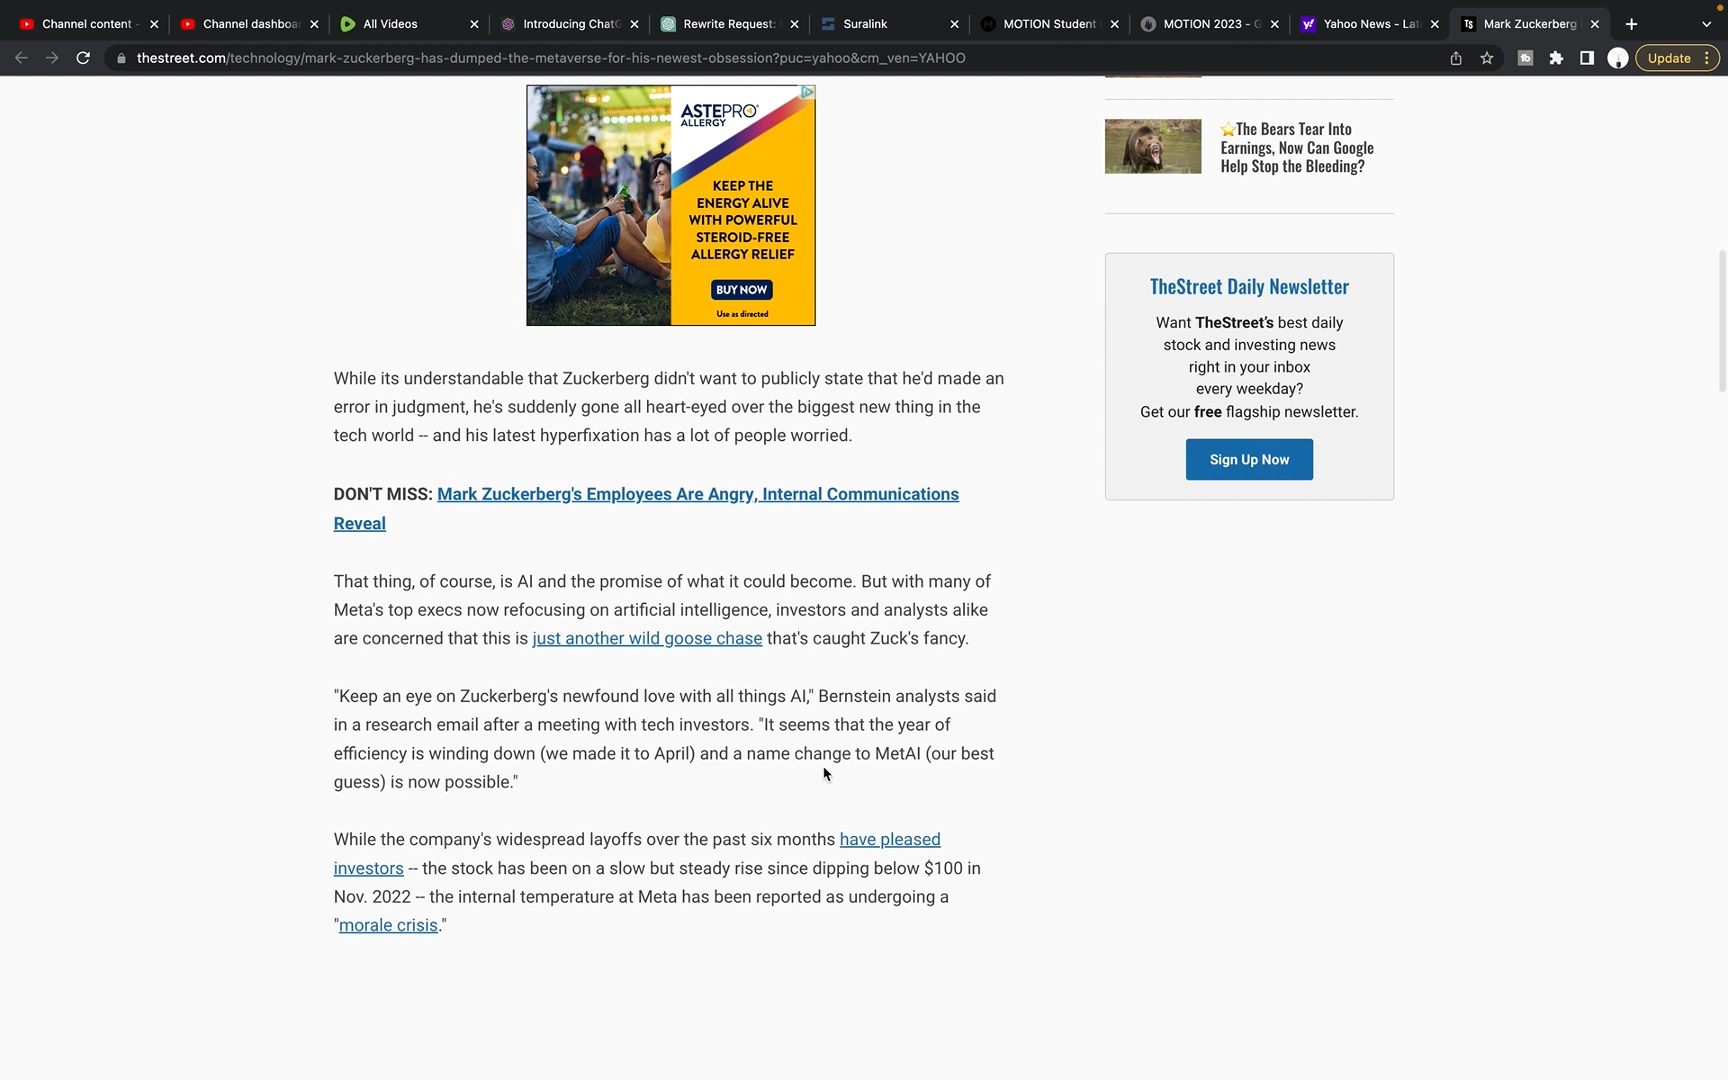 Channel content -
Channel dashboa
All Videos
Introducing ChatG
Rewrite Request:
Suralink
MOTION Student
MOTION 2023 - G
Yahoo News - Lat
Mark Zuckerberg
thestreet.com/technology/mark-zuckerberg-has-dumped-the-metaverse-for-his-newest-obsession?puc=yahoo&cm_ven=YAHOO
Update
ASTEPRO®
ALLERGY
KEEP THE
ENERGY ALIVE
WITH POWERFUL
STEROID-FREE
ALLERGY RELIEF
BUY NOW
Use as directed
While its understandable that Zuckerberg didn't want to publicly state that he'd made an
error in judgment, he's suddenly gone all heart-eyed over the biggest new thing in the
tech world -- and his latest hyperfixation has a lot of people worried.
DON'T MISS: Mark Zuckerberg's Employees Are Angry, Internal Communications
Reveal
That thing, of course, is AI and the promise of what it could become. But with many of
Meta's top execs now refocusing on artificial intelligence, investors and analysts alike
are concerned that this is just another wild goose chase that's caught Zuck's fancy.
"Keep an eye on Zuckerberg's newfound love with all things AI," Bernstein analysts said
in a research email after a meeting with tech investors. "It seems that the year of
efficiency is winding down (we made it to April) and a name change to MetAI (our best
guess) is now possible."
While the company's widespread layoffs over the past six months have pleased
investors -- the stock has been on a slow but steady rise since dipping below $100 in
Nov. 2022 -- the internal temperature at Meta has been reported as undergoing a
"morale crisis."
⭐The Bears Tear Into
Earnings, Now Can Google
Help Stop the Bleeding?
TheStreet Daily Newsletter
Want TheStreet's best daily
stock and investing news
right in your inbox
every weekday?
Get our free flagship newsletter.
Sign Up Now